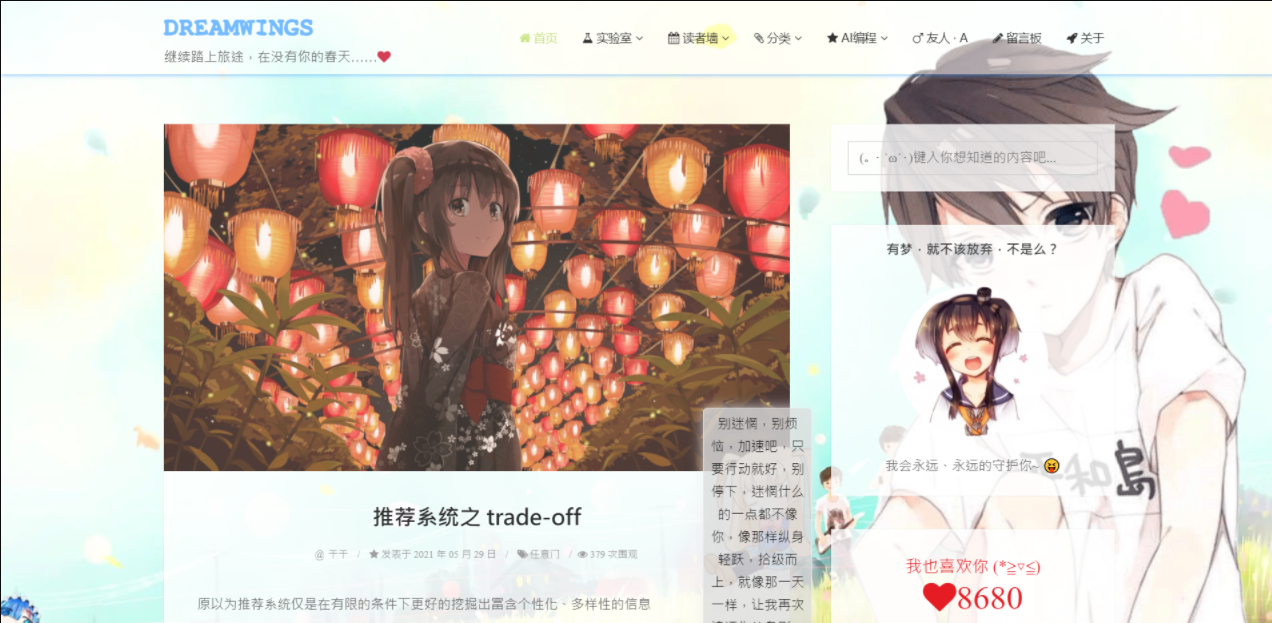 DREAMWINGS
继续踏上旅途，在没有你的春天……
首页 实验室 读者墙 分类 AI编程 友人·A 留言板 关于
(｡･`ω´･)键入你想知道的内容吧...
有梦，就不该放弃，不是么？
平和島
我会永远、永远的守护你~
别迷惘，别烦
恼，加速吧，只
要行动就好，别
停下，迷惘什么
的一点都不像
你，像那样纵身
轻跃，拾级而
上，就像那一天
一样，让我再次
推荐系统之 trade-off
@ 千千 / 发表于 2021 年 05 月 29 日 / 任意门 / 379 次围观
原以为推荐系统仅是在有限的条件下更好的挖掘出富含个性化、多样性的信息
我也喜欢你 (*≧▽≦)
8680